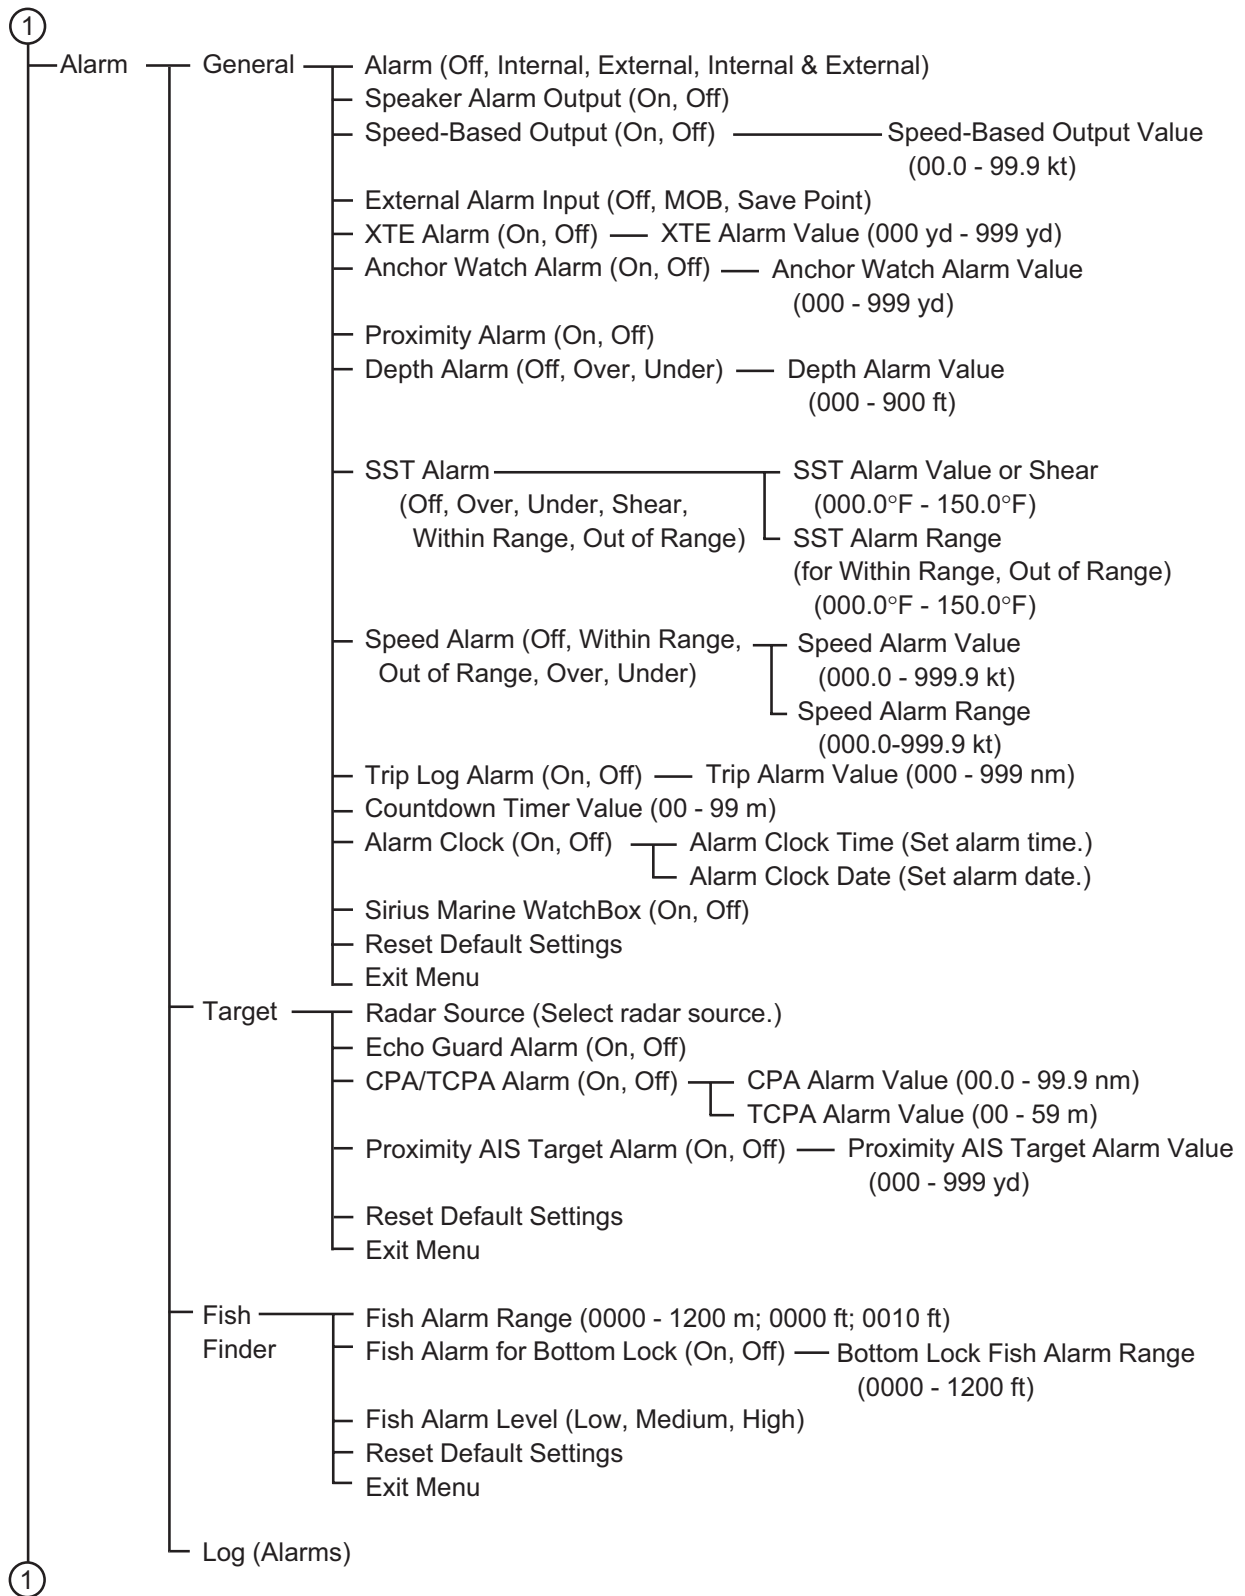 1
Alarm
General
Alarm (Off, Internal, External, Internal & External)
Speaker Alarm Output (On, Off)
Speed-Based Output (On, Off)
Speed-Based Output Value
(00.0 - 99.9 kt)
External Alarm Input (Off, MOB, Save Point)
XTE Alarm (On, Off)
XTE Alarm Value (000 yd - 999 yd)
Anchor Watch Alarm (On, Off)
Anchor Watch Alarm Value
(000 - 999 yd)
Proximity Alarm (On, Off)
Depth Alarm (Off, Over, Under)
Depth Alarm Value
(000 - 900 ft)
SST Alarm
(Off, Over, Under, Shear,
Within Range, Out of Range)
SST Alarm Value or Shear
(000.0°F - 150.0°F)
SST Alarm Range
(for Within Range, Out of Range)
(000.0°F - 150.0°F)
Speed Alarm (Off, Within Range,
Out of Range, Over, Under)
Speed Alarm Value
(000.0 - 999.9 kt)
Speed Alarm Range
(000.0-999.9 kt)
Trip Log Alarm (On, Off)
Trip Alarm Value (000 - 999 nm)
Countdown Timer Value (00 - 99 m)
Alarm Clock (On, Off)
Alarm Clock Time (Set alarm time.)
Alarm Clock Date (Set alarm date.)
Sirius Marine WatchBox (On, Off)
Reset Default Settings
Exit Menu
Target
Radar Source (Select radar source.)
Echo Guard Alarm (On, Off)
CPA/TCPA Alarm (On, Off)
CPA Alarm Value (00.0 - 99.9 nm)
TCPA Alarm Value (00 - 59 m)
Proximity AIS Target Alarm (On, Off)
Proximity AIS Target Alarm Value
(000 - 999 yd)
Reset Default Settings
Exit Menu
Fish
Finder
Fish Alarm Range (0000 - 1200 m; 0000 ft; 0010 ft)
Fish Alarm for Bottom Lock (On, Off)
Bottom Lock Fish Alarm Range
(0000 - 1200 ft)
Fish Alarm Level (Low, Medium, High)
Reset Default Settings
Exit Menu
Log (Alarms)
1